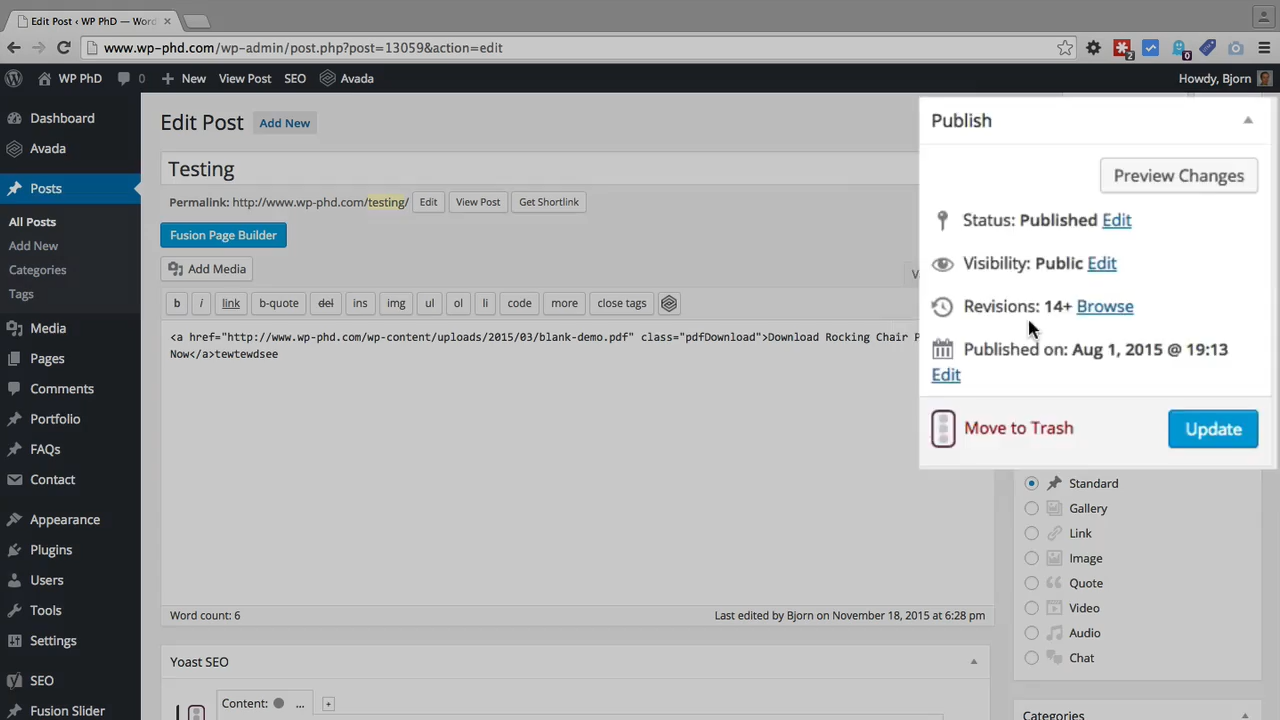 Edit Post ‹ WP PhD — Wor
www.wp-phd.com/wp-admin/post.php?post=13059&action=edit
2
0
WP PhD
0
New
View Post
SEO
Avada
Howdy, Bjorn
Dashboard
Avada
Posts
All Posts
Add New
Categories
Tags
Media
Pages
Comments
Portfolio
FAQs
Contact
Appearance
Plugins
Users
Tools
Settings
SEO
Fusion Slider
Edit Post Add New
Testing
Permalink: http://www.wp-phd.com/testing/ Edit View Post Get Shortlink
Fusion Page Builder
Add Media
b i link b-quote del ins img ul ol li code more close tags
<a href="http://www.wp-phd.com/wp-content/uploads/2015/03/blank-demo.pdf" class="pdfDownload">Download Rocking Chair P
Now</a>tewtewdsee
Word count: 6
Last edited by Bjorn on November 18, 2015 at 6:28 pm
Yoast SEO
Content: ... +
Publish
Preview Changes
Status: Published Edit
Visibility: Public Edit
Revisions: 14+ Browse
Published on: Aug 1, 2015 @ 19:13
Edit
Move to Trash
Update
Standard
Gallery
Link
Image
Quote
Video
Audio
Chat
Categories